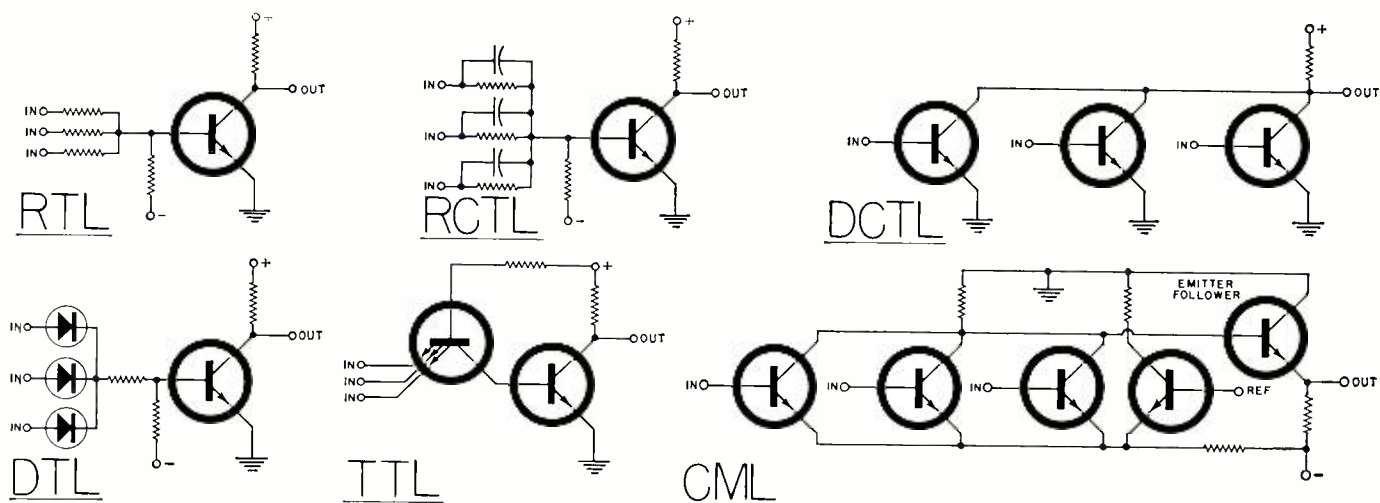 +
IN
IN
IN
OUT
-
RTL
+
IN
IN
IN
OUT
-
RCTL
+
IN
IN
IN
OUT
DCTL
+
IN
IN
IN
OUT
-
DTL
+
IN
IN
IN
OUT
TTL
EMITTER
FOLLOWER
IN
IN
IN
REF
OUT
-
CML